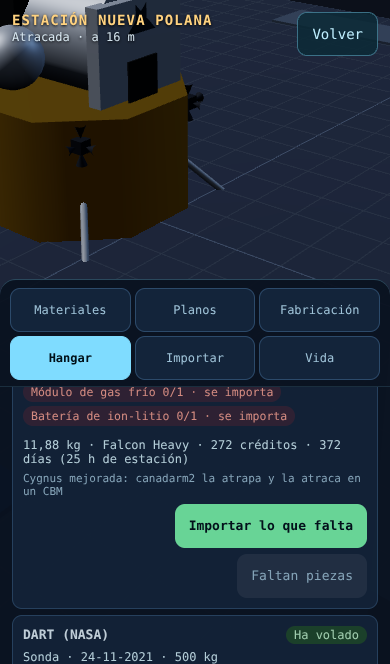 ESTACIÓN NUEVA POLANA
Atracada · a 16 m
Volver
Materiales
Planos
Fabricación
Hangar
Importar
Vida
Módulo de gas frío 0/1 · se importa
Batería de ion-litio 0/1 · se importa
11,88 kg · Falcon Heavy · 272 créditos · 372
días (25 h de estación)
Cygnus mejorada: canadarm2 la atrapa y la atraca en
un CBM
Importar lo que falta
Faltan piezas
DART (NASA)
Ha volado
Sonda · 24-11-2021 · 500 kg